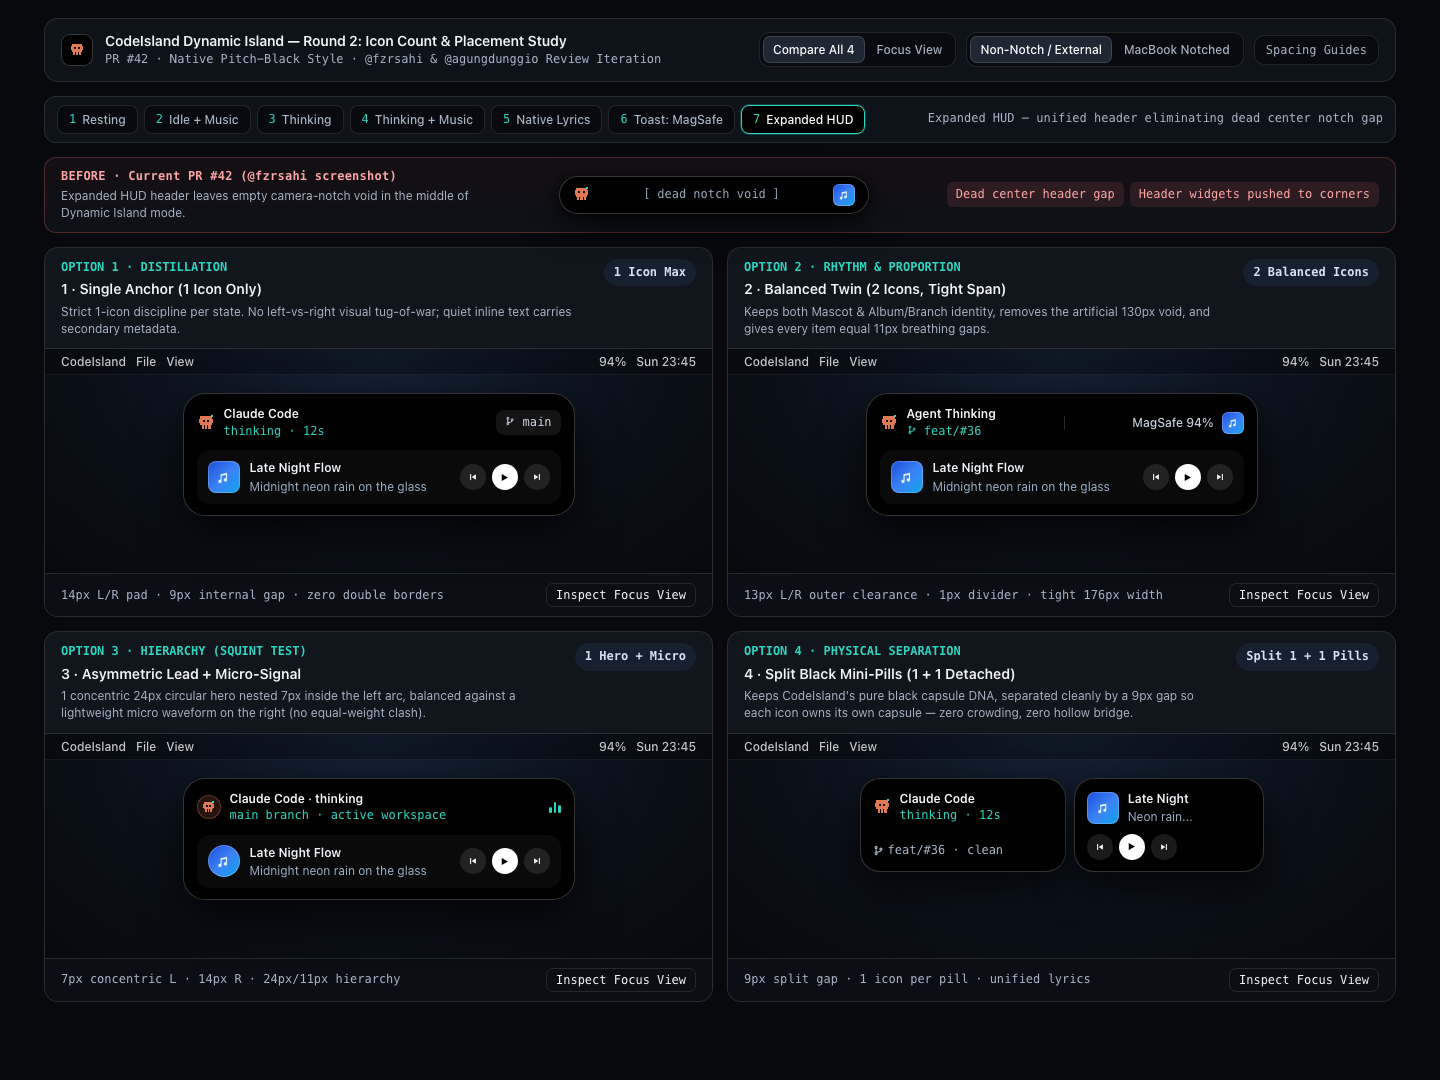 CodeIsland Dynamic Island — Round 2: Icon Count & Placement Study
PR #42 · Native Pitch-Black Style · @fzrsahi & @agungdunggio Review Iteration
Compare All 4
Focus View
Non-Notch / External
MacBook Notched
Spacing Guides
1 Resting
2 Idle + Music
3 Thinking
4 Thinking + Music
5 Native Lyrics
6 Toast: MagSafe
7 Expanded HUD
Expanded HUD — unified header eliminating dead center notch gap
BEFORE · Current PR #42 (@fzrsahi screenshot)
Expanded HUD header leaves empty camera-notch void in the middle of
Dynamic Island mode.
[ dead notch void ]
Dead center header gap
Header widgets pushed to corners
OPTION 1 · DISTILLATION
1 · Single Anchor (1 Icon Only)
1 Icon Max
Strict 1-icon discipline per state. No left-vs-right visual tug-of-war; quiet inline text carries
secondary metadata.
CodeIsland File View
94% Sun 23:45
Claude Code
thinking · 12s
main
Late Night Flow
Midnight neon rain on the glass
14px L/R pad · 9px internal gap · zero double borders
Inspect Focus View
OPTION 2 · RHYTHM & PROPORTION
2 · Balanced Twin (2 Icons, Tight Span)
2 Balanced Icons
Keeps both Mascot & Album/Branch identity, removes the artificial 130px void, and
gives every item equal 11px breathing gaps.
CodeIsland File View
94% Sun 23:45
Agent Thinking
feat/#36
MagSafe 94%
Late Night Flow
Midnight neon rain on the glass
13px L/R outer clearance · 1px divider · tight 176px width
Inspect Focus View
OPTION 3 · HIERARCHY (SQUINT TEST)
3 · Asymmetric Lead + Micro-Signal
1 Hero + Micro
1 concentric 24px circular hero nested 7px inside the left arc, balanced against a
lightweight micro waveform on the right (no equal-weight clash).
CodeIsland File View
94% Sun 23:45
Claude Code · thinking
main branch · active workspace
Late Night Flow
Midnight neon rain on the glass
7px concentric L · 14px R · 24px/11px hierarchy
Inspect Focus View
OPTION 4 · PHYSICAL SEPARATION
4 · Split Black Mini-Pills (1 + 1 Detached)
Split 1 + 1 Pills
Keeps CodeIsland's pure black capsule DNA, separated cleanly by a 9px gap so
each icon owns its own capsule — zero crowding, zero hollow bridge.
CodeIsland File View
94% Sun 23:45
Claude Code
thinking · 12s
feat/#36 · clean
Late Night
Neon rain...
9px split gap · 1 icon per pill · unified lyrics
Inspect Focus View